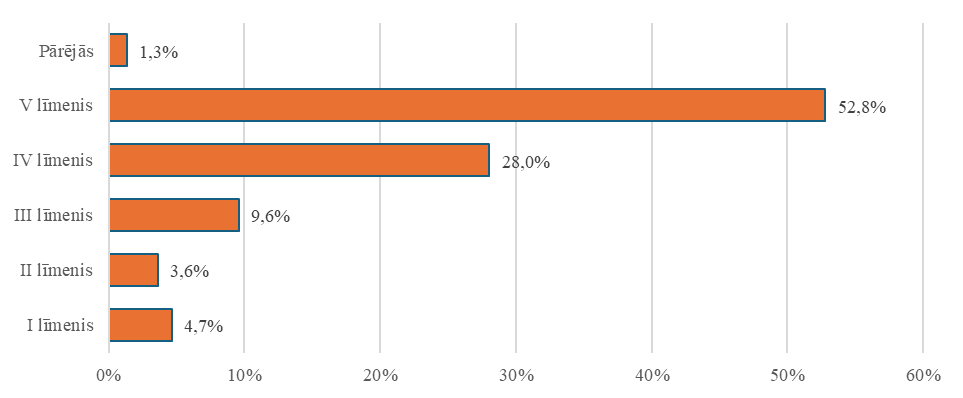 Pārējās 1,3%
V līmenis 52,8%
IV līmenis 28,0%
III līmenis 9,6%
II līmenis 3,6%
I līmenis 4,7%
0% 10% 20% 30% 40% 50% 60%